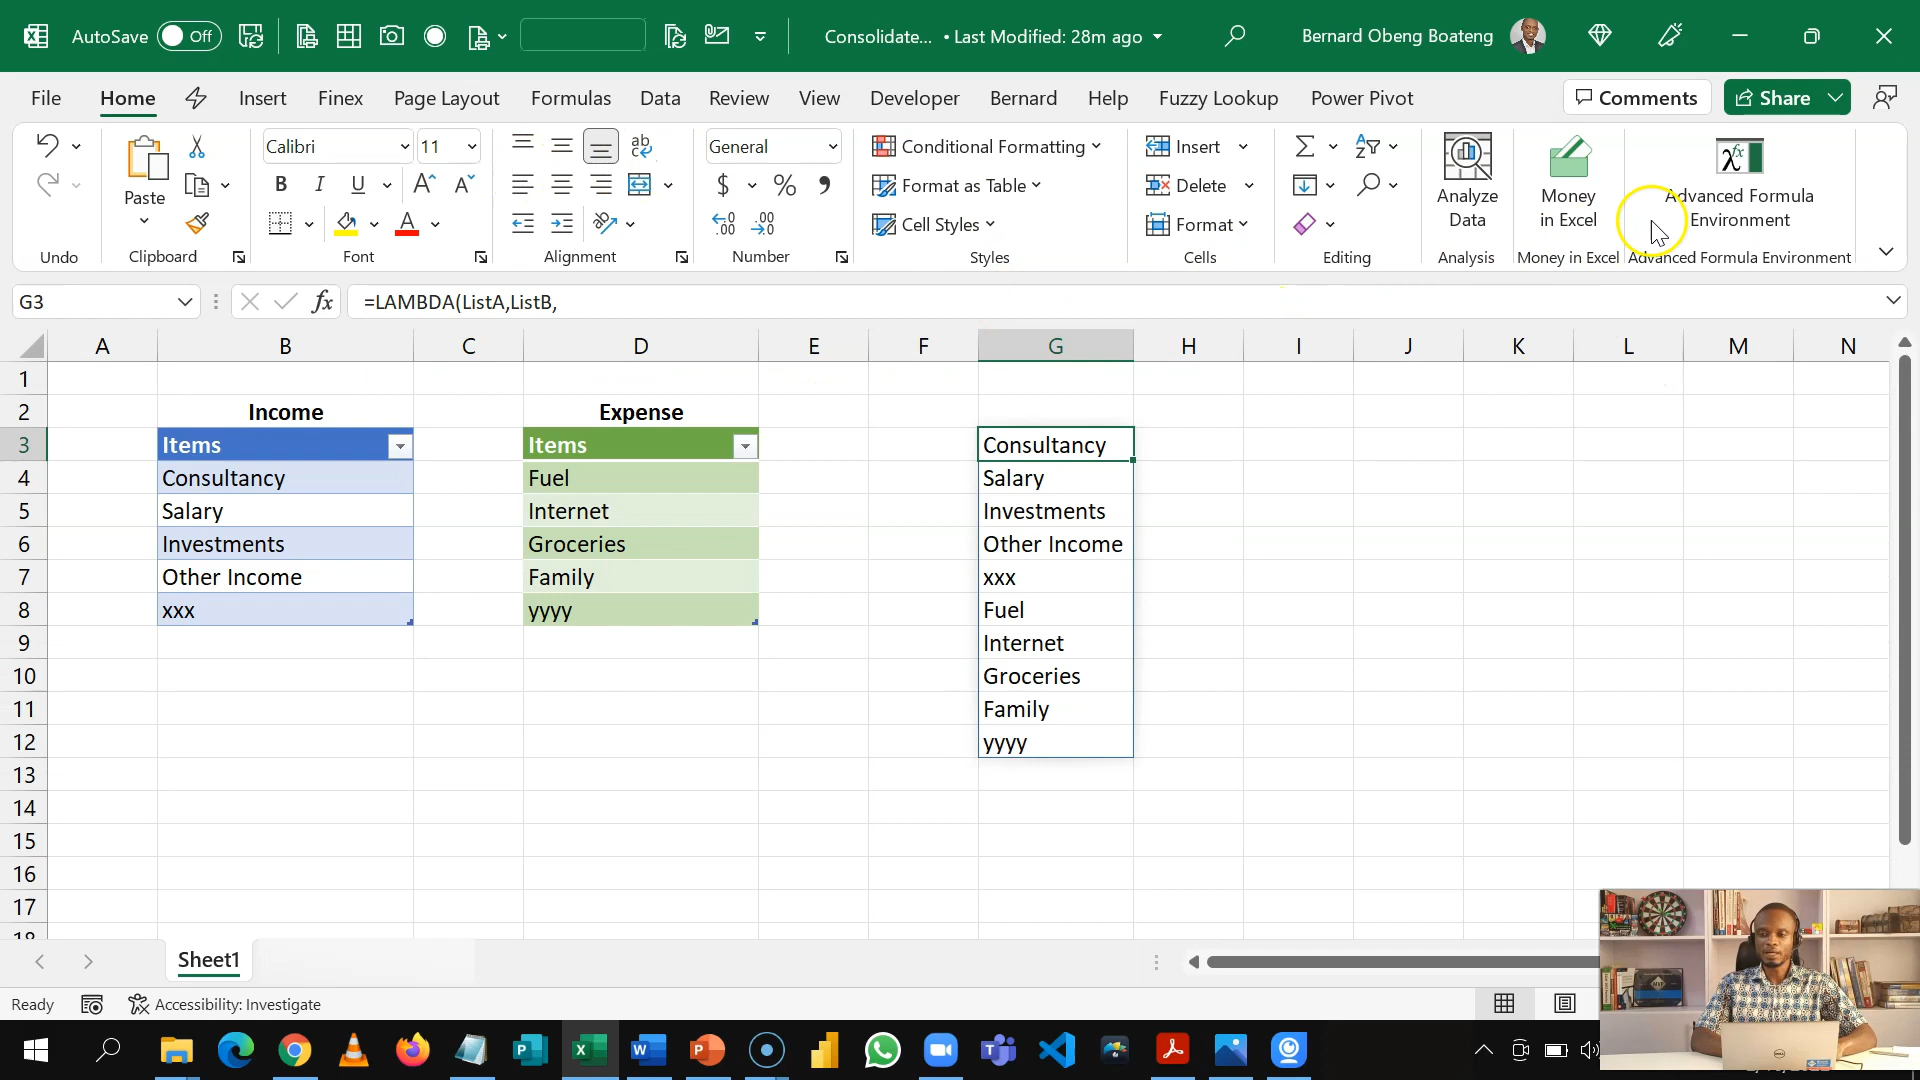 AutoSave Off Consolidate... • Last Modified: 28m ago Bernard Obeng Boateng
File Home Insert Finex Page Layout Formulas Data Review View Developer Bernard Help Fuzzy Lookup Power Pivot Comments Share
Calibri 11 General Conditional Formatting Insert
Paste Format as Table Delete Analyze Data Money in Excel Advanced Formula Environment
B I U A A $ % Cell Styles Format
Undo Clipboard Font Alignment Number Styles Cells Editing Analysis Money in Excel Advanced Formula Environment
G3 fx =LAMBDA(ListA,ListB,
A B C D E F G H I J K L M N
1
2 Income Expense
3 Items Items Consultancy
4 Consultancy Fuel Salary
5 Salary Internet Investments
6 Investments Groceries Other Income
7 Other Income Family xxx
8 xxx yyyy Fuel
9 Internet
10 Groceries
11 Family
12 yyyy
13
14
15
16
17
18
Sheet1
Ready Accessibility: Investigate